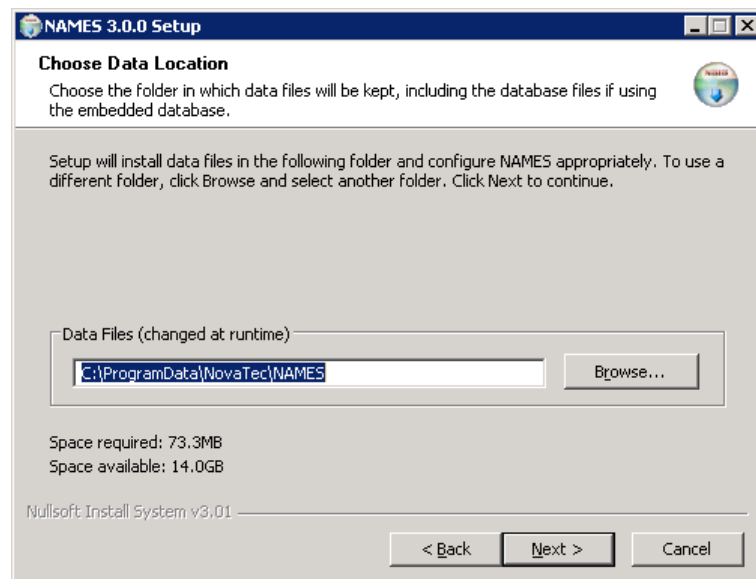 NAMES 3.0.0 Setup
Choose Data Location
Choose the folder in which data files will be kept, including the database files if using
the embedded database.
Setup will install data files in the following folder and configure NAMES appropriately. To use a
different folder, click Browse and select another folder. Click Next to continue.
Data Files (changed at runtime)
C:\ProgramData\NovaTec\NAMES
Browse...
Space required: 73.3MB
Space available: 14.0GB
Nullsoft Install System v3.01
< Back
Next >
Cancel